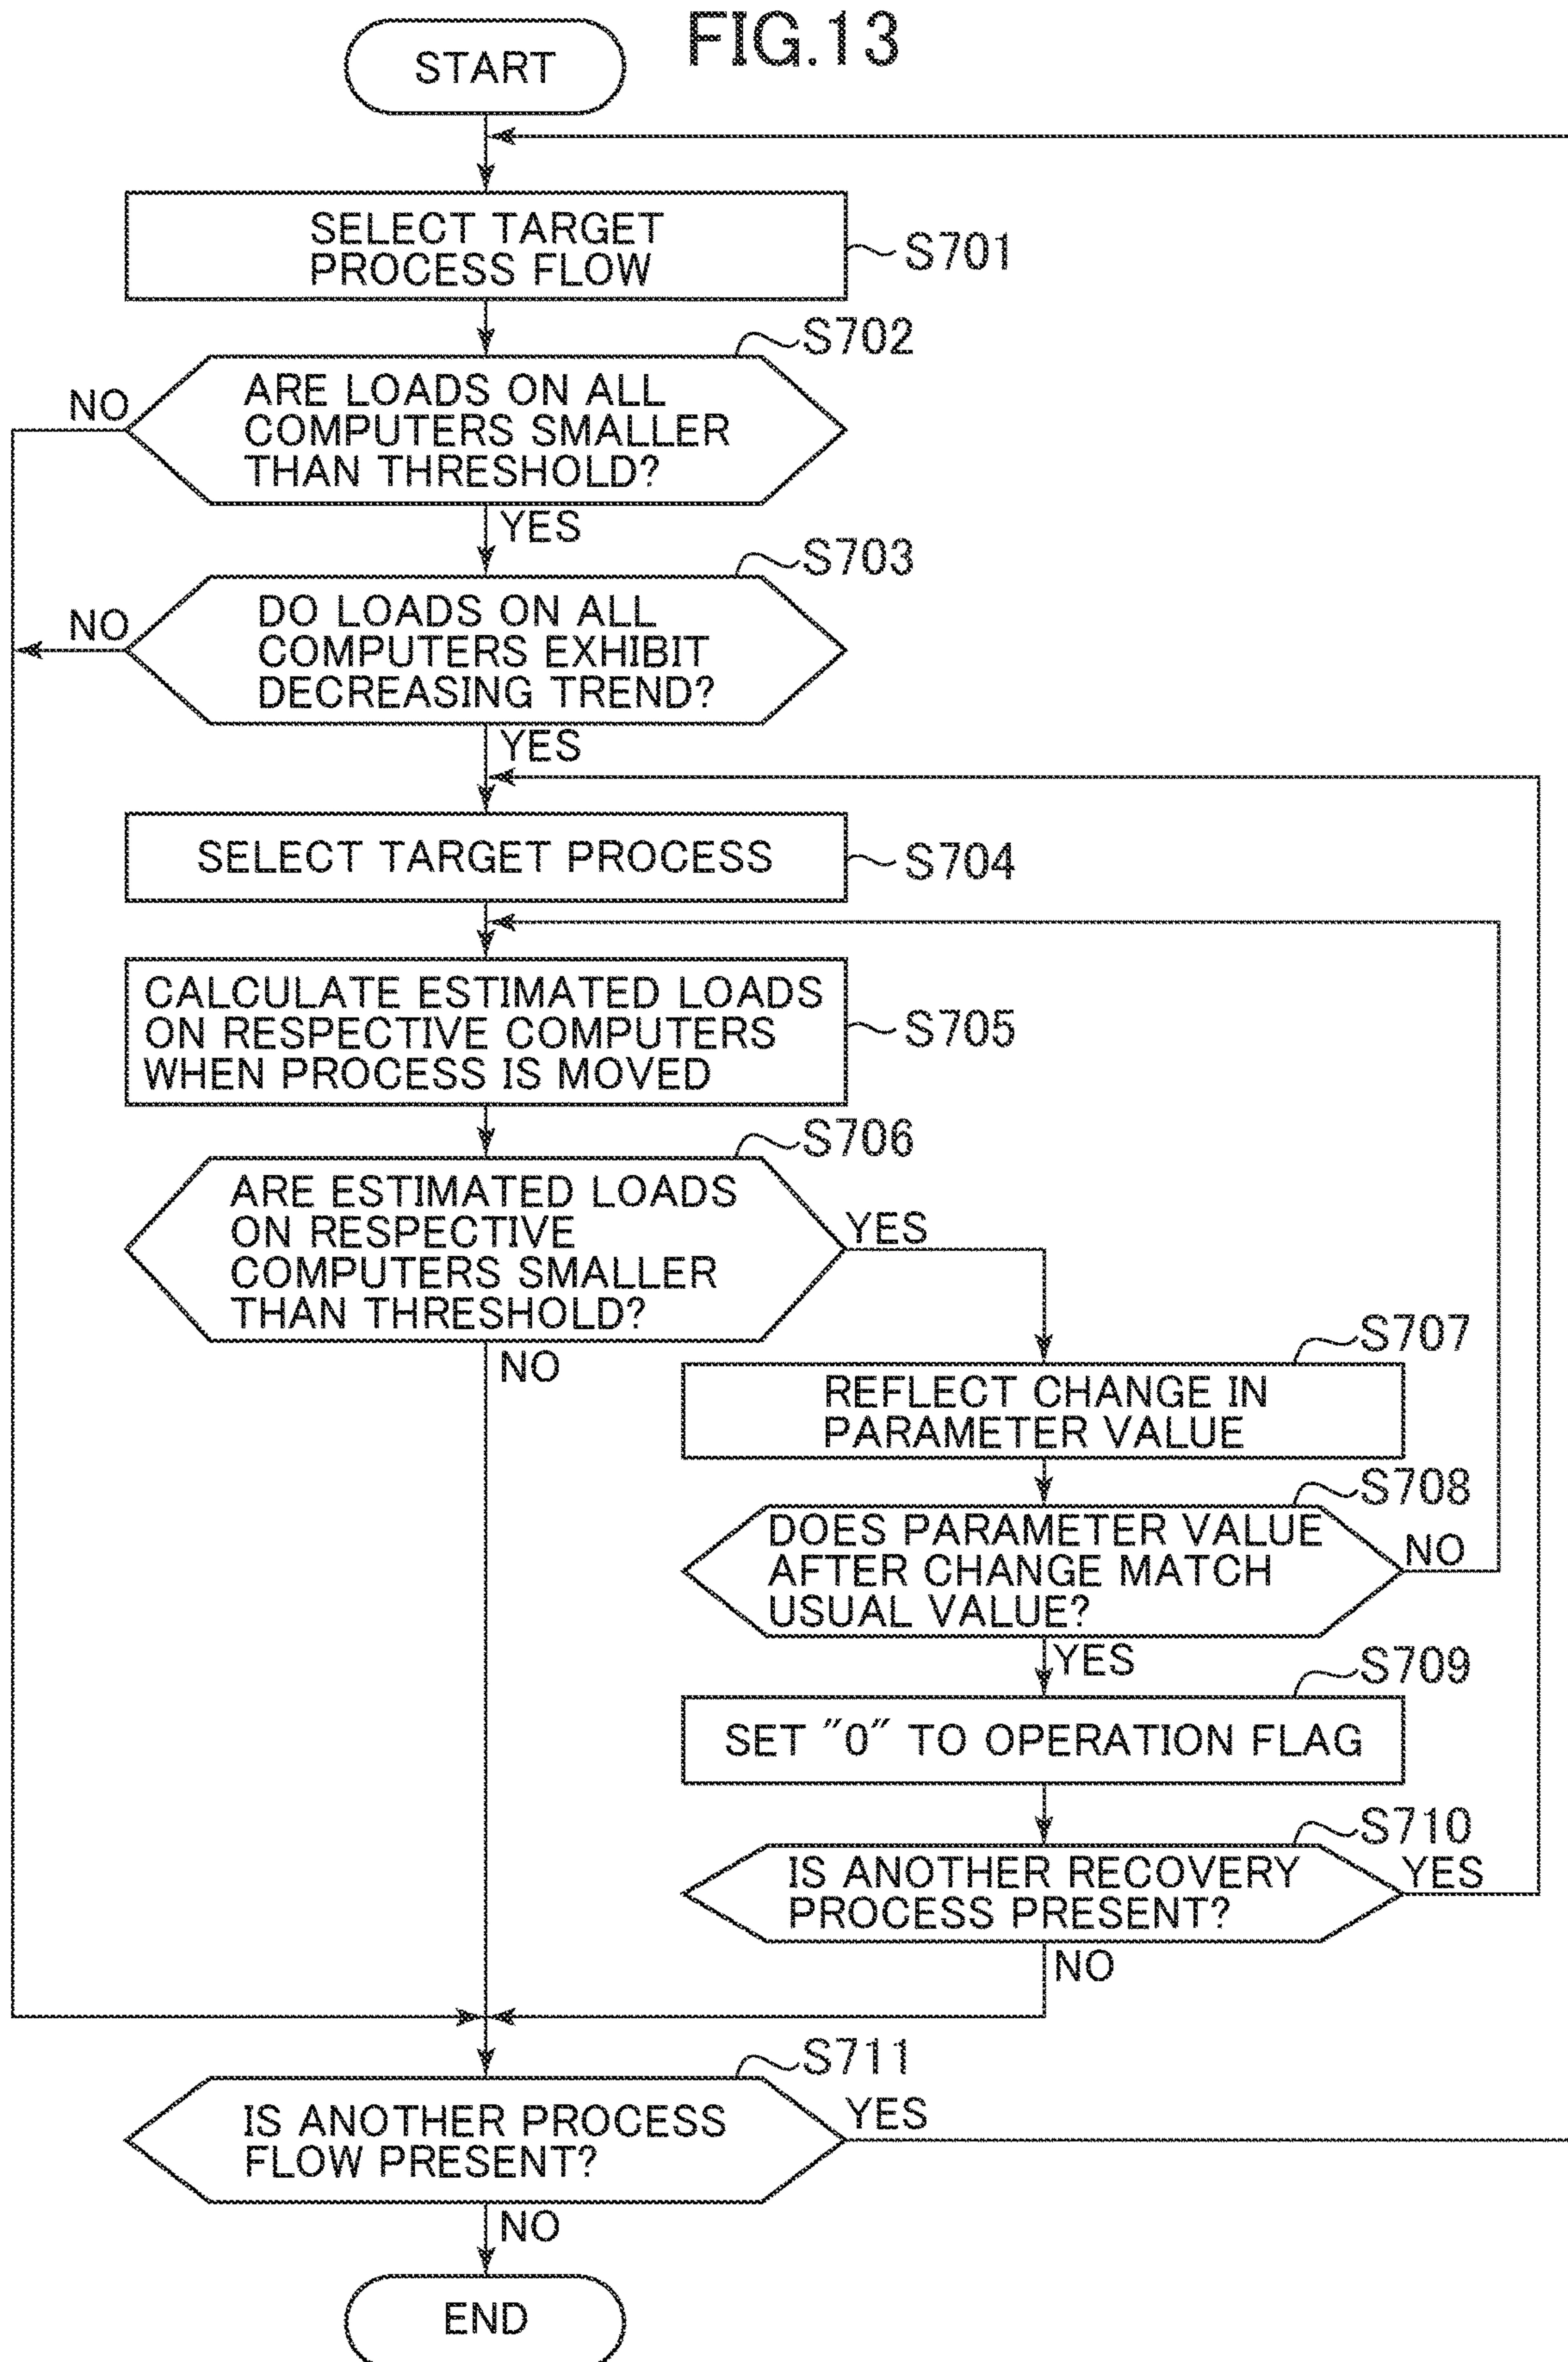 FIG.13
START
SELECT TARGET
PROCESS FLOW
S701
S702
ARE LOADS ON ALL
COMPUTERS SMALLER
THAN THRESHOLD?
NO
YES
S703
DO LOADS ON ALL
COMPUTERS EXHIBIT
DECREASING TREND?
NO
YES
SELECT TARGET PROCESS
S704
CALCULATE ESTIMATED LOADS
ON RESPECTIVE COMPUTERS
WHEN PROCESS IS MOVED
S705
S706
ARE ESTIMATED LOADS
ON RESPECTIVE
COMPUTERS SMALLER
THAN THRESHOLD?
YES
NO
S707
REFLECT CHANGE IN
PARAMETER VALUE
S708
DOES PARAMETER VALUE
AFTER CHANGE MATCH
USUAL VALUE?
NO
YES
S709
SET "0" TO OPERATION FLAG
S710
IS ANOTHER RECOVERY
PROCESS PRESENT?
YES
NO
S711
IS ANOTHER PROCESS
FLOW PRESENT?
YES
NO
END